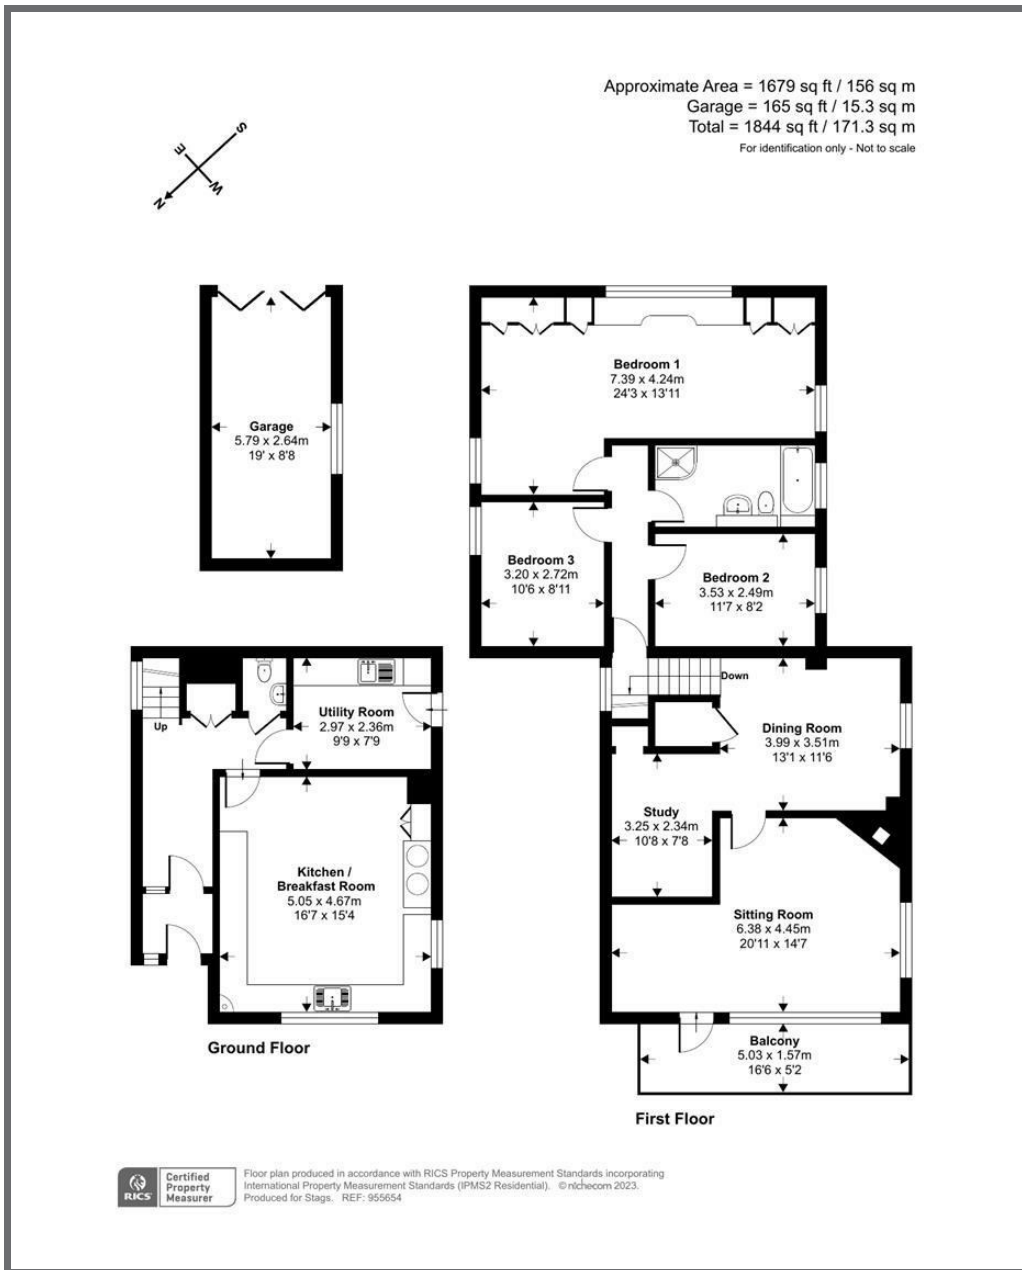 Approximate Area = 1679 sq ft / 156 sq m
Garage = 165 sq ft / 15.3 sq m
Total = 1844 sq ft / 171.3 sq m
For identification only - Not to scale
S
E
W
N
Garage
5.79 x 2.64m
19' x 8'8
Bedroom 1
7.39 x 4.24m
24'3 x 13'11
Bedroom 3
3.20 x 2.72m
10'6 x 8'11
Bedroom 2
3.53 x 2.49m
11'7 x 8'2
Down
Dining Room
3.99 x 3.51m
13'1 x 11'6
Study
3.25 x 2.34m
10'8 x 7'8
Sitting Room
6.38 x 4.45m
20'11 x 14'7
Balcony
5.03 x 1.57m
16'6 x 5'2
First Floor
Up
Utility Room
2.97 x 2.36m
9'9 x 7'9
Kitchen /
Breakfast Room
5.05 x 4.67m
16'7 x 15'4
Ground Floor
RICS
Certified
Property
Measurer
Floor plan produced in accordance with RICS Property Measurement Standards incorporating
International Property Measurement Standards (IPMS2 Residential). © nichecom 2023.
Produced for Stags. REF: 955654